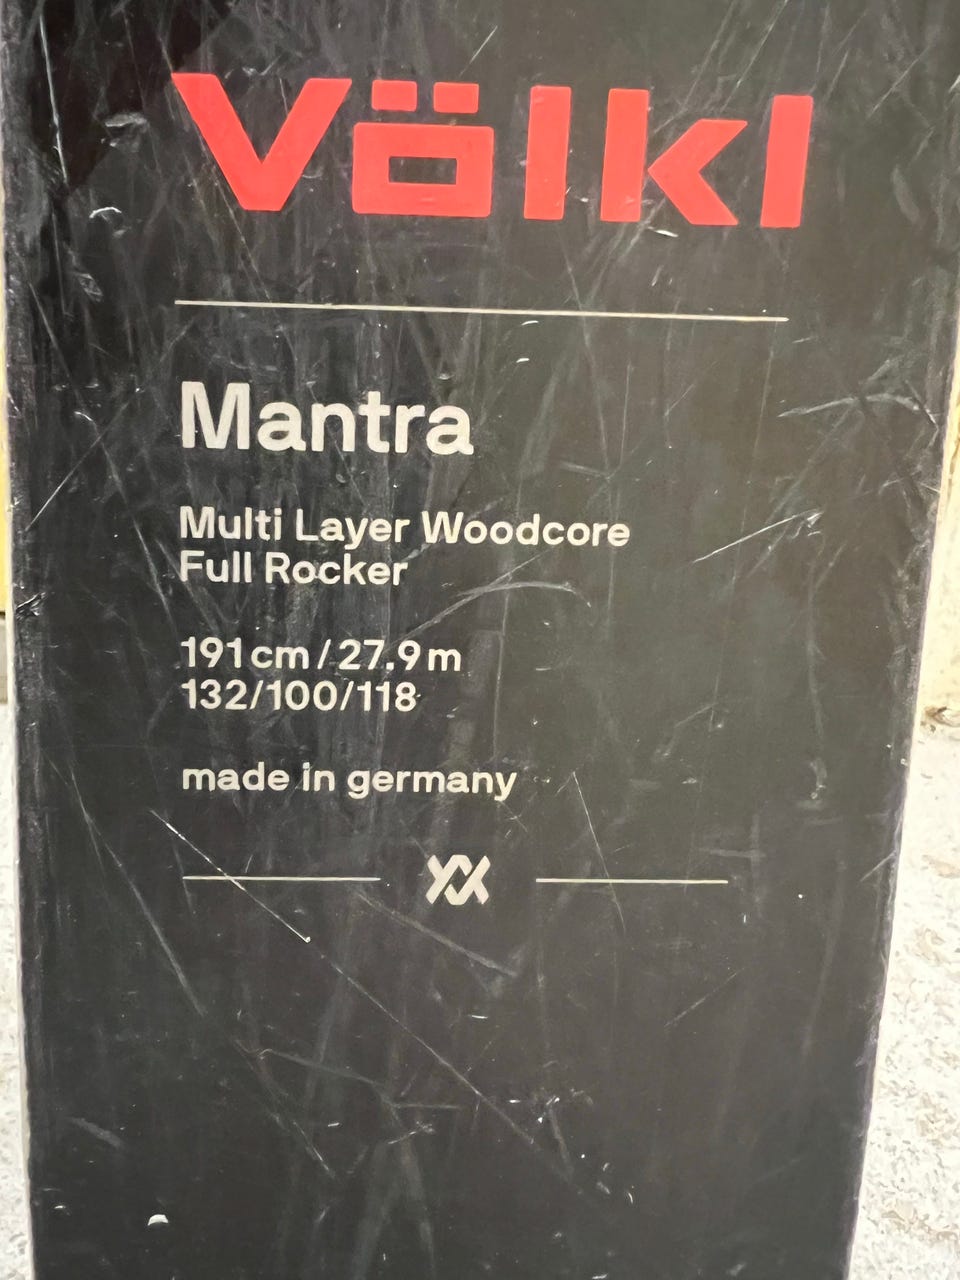 Völkl
Mantra
Multi Layer Woodcore
Full Rocker
191cm / 27.9m
132/100/118
made in germany